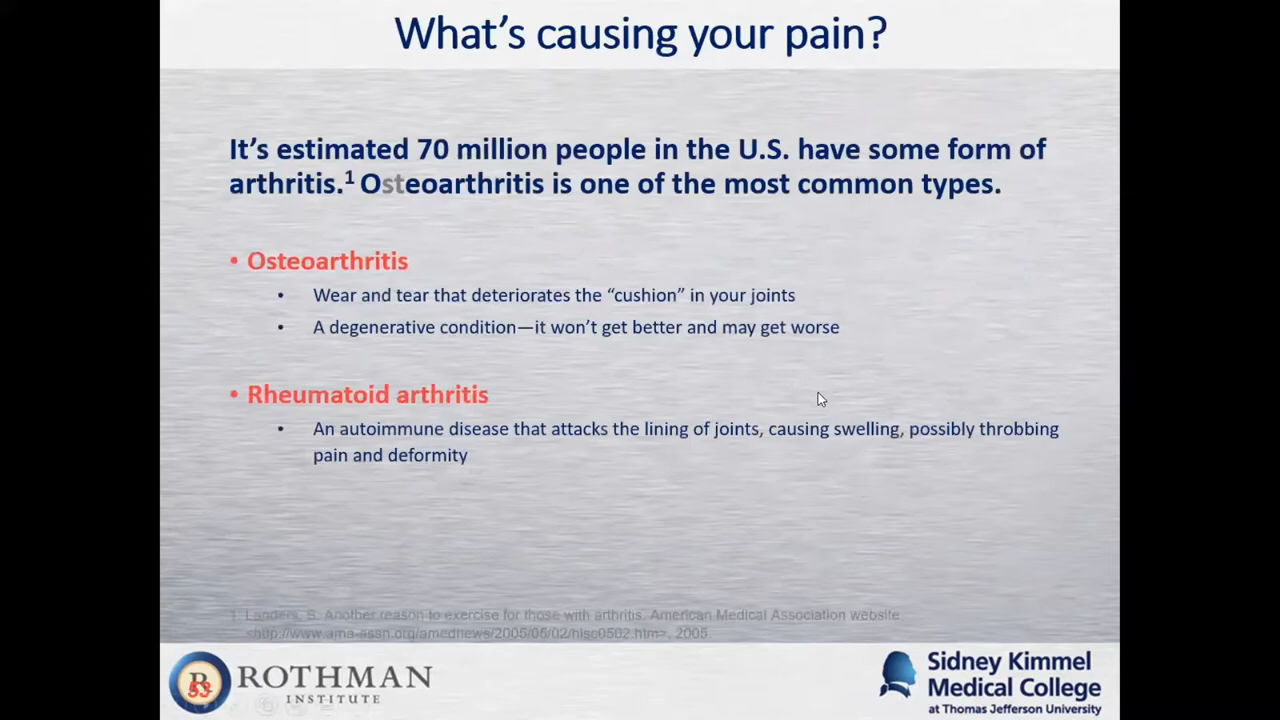 What's causing your pain?
It's estimated 70 million people in the U.S. have some form of
arthritis.1 Osteoarthritis is one of the most common types.
• Osteoarthritis
• Wear and tear that deteriorates the “cushion” in your joints
• A degenerative condition—it won't get better and may get worse
• Rheumatoid arthritis
• An autoimmune disease that attacks the lining of joints, causing swelling, possibly throbbing
pain and deformity
1. Landers, S. Another reason to exercise for those with arthritis. American Medical Association website.
<http://www.ama-assn.org/amednews/2005/05/02/hlsc0502.htm>, 2005.
R
53
ROTHMAN
INSTITUTE
Sidney Kimmel
Medical College
at Thomas Jefferson University